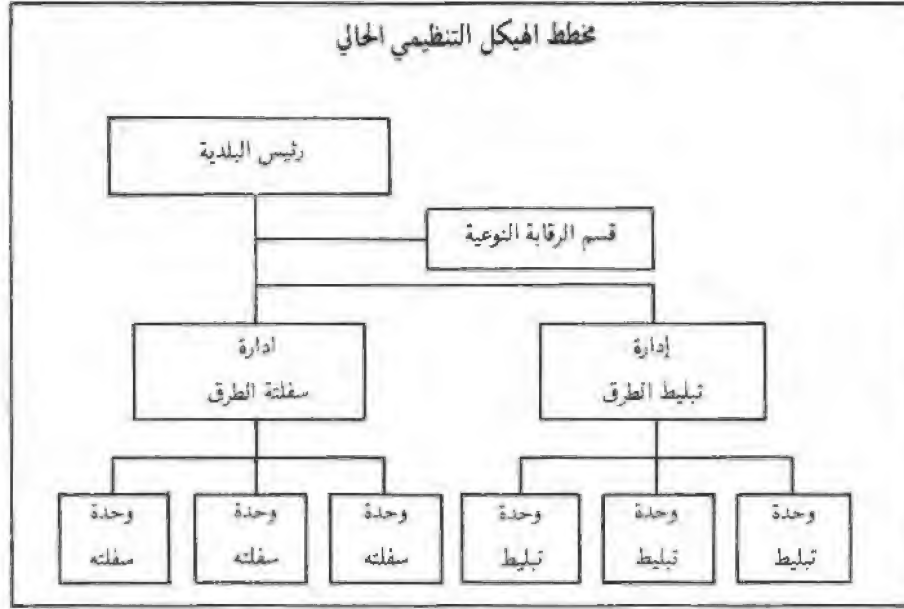 مخطط الهيكل التنظيمي الحالي
رئيس البلدية
قسم الرقابة النوعية
إدارة
تبليط الطرق
ادارة
سفلتة الطرق
وحدة
تبليط
وحدة
تبليط
وحدة
تبليط
وحدة
سفلته
وحدة
سفلته
وحدة
سفلته